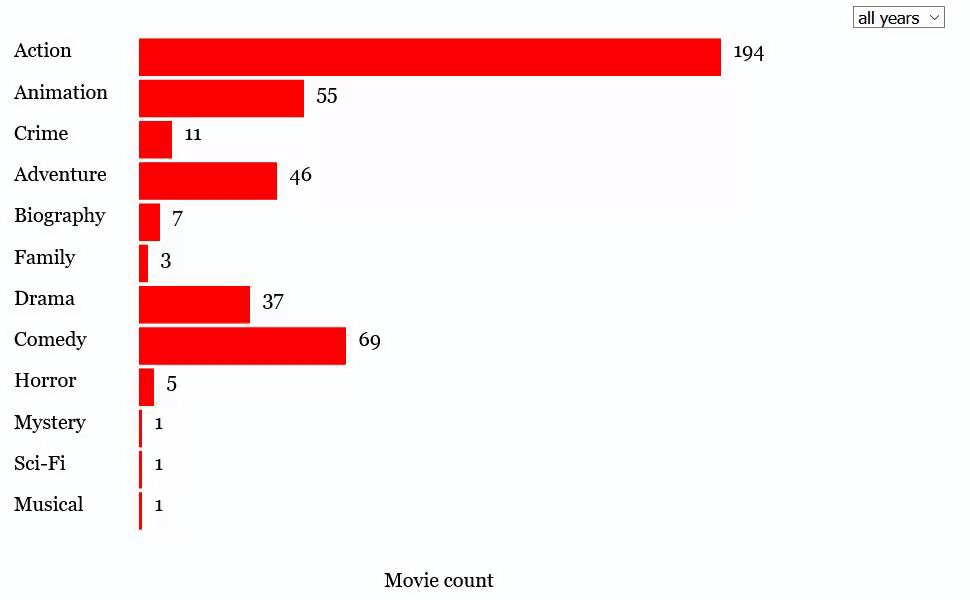 all years
Action 194
Animation 55
Crime 11
Adventure 46
Biography 7
Family 3
Drama 37
Comedy 69
Horror 5
Mystery 1
Sci-Fi 1
Musical 1
Movie count